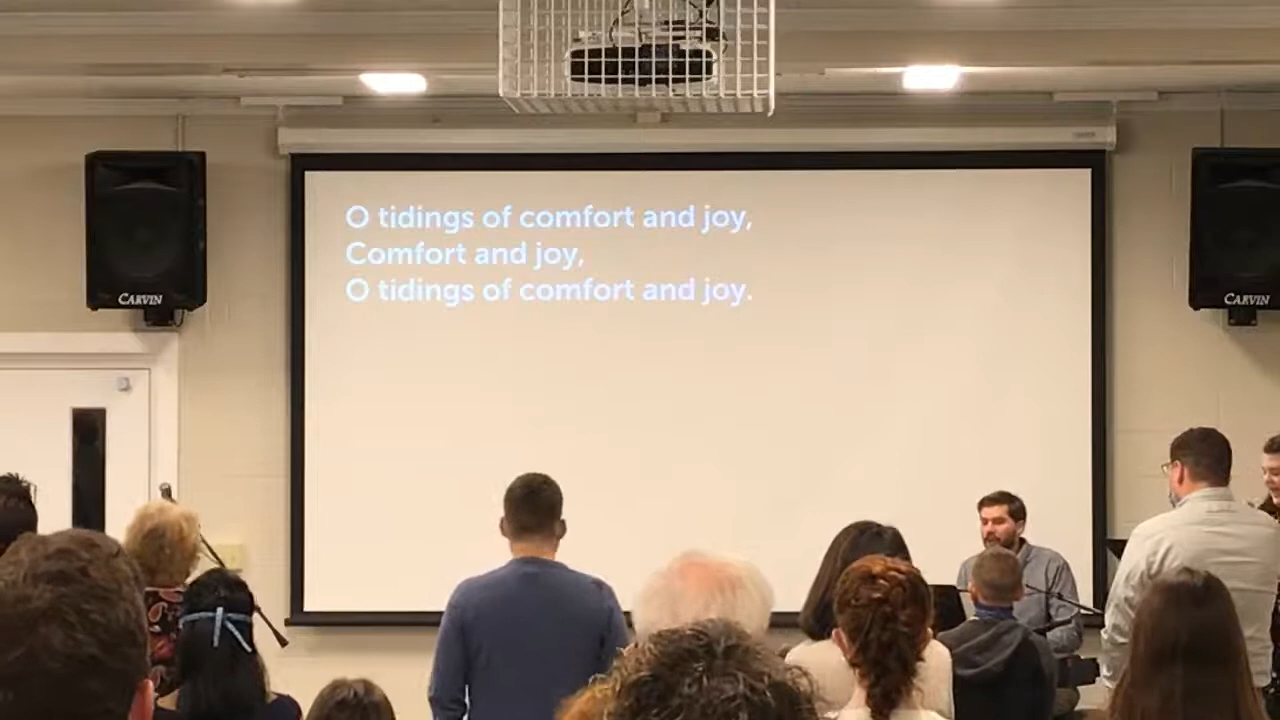 O tidings of comfort and joy,
Comfort and joy,
O tidings of comfort and joy.
CARVIN
CARVIN